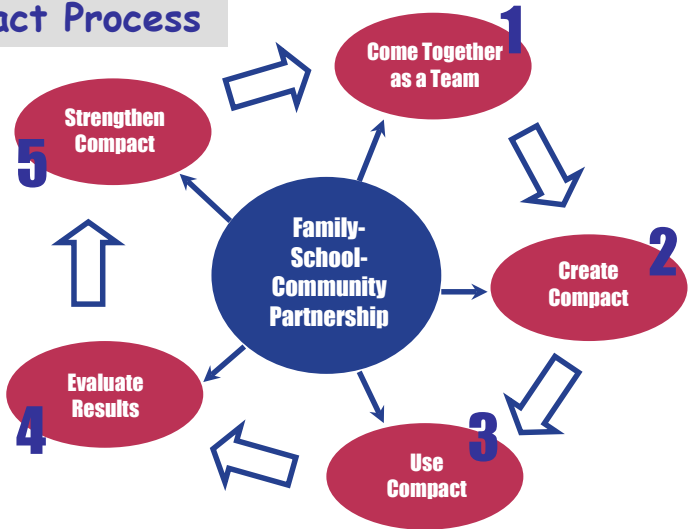 act Process
1
Come Together
as a Team
2
Create
Compact
3
Use
Compact
4
Evaluate
Results
5
Strengthen
Compact
Family-
School-
Community
Partnership